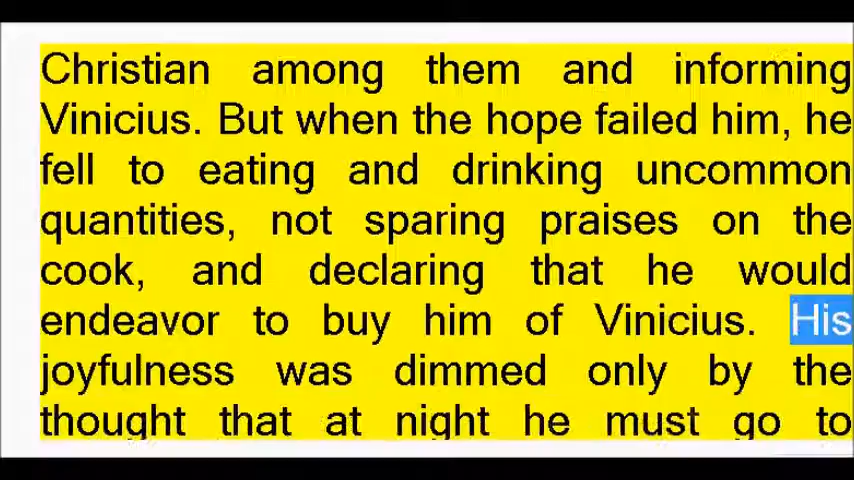 Christian among them and informing
Vinicius. But when the hope failed him, he
fell to eating and drinking uncommon
quantities, not sparing praises on the
cook, and declaring that he would
endeavor to buy him of Vinicius. His
joyfulness was dimmed only by the
thought that at night he must go to